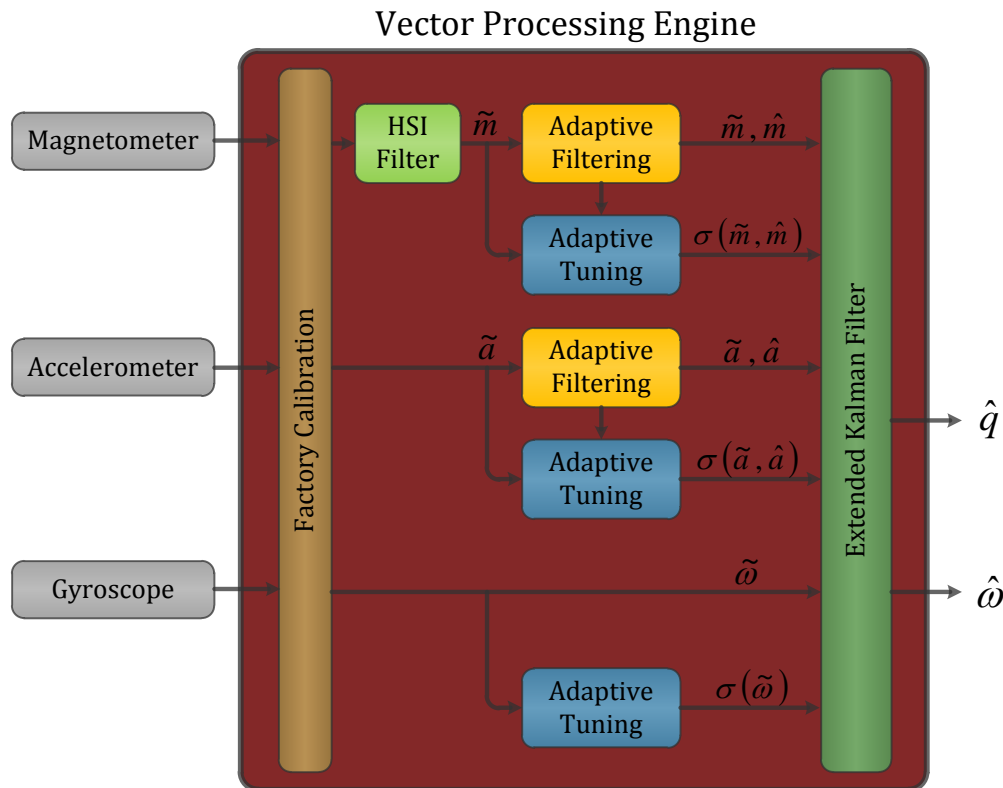 Vector Processing Engine
Magnetometer
Accelerometer
Gyroscope
Factory Calibration
HSI
Filter
m̃
Adaptive
Filtering
m̃ , m̂
Adaptive
Tuning
σ(m̃ , m̂)
ã
Adaptive
Filtering
ã , â
Adaptive
Tuning
σ(ã , â)
ω̃
Adaptive
Tuning
σ(ω̃)
Extended Kalman Filter
q̂
ω̂